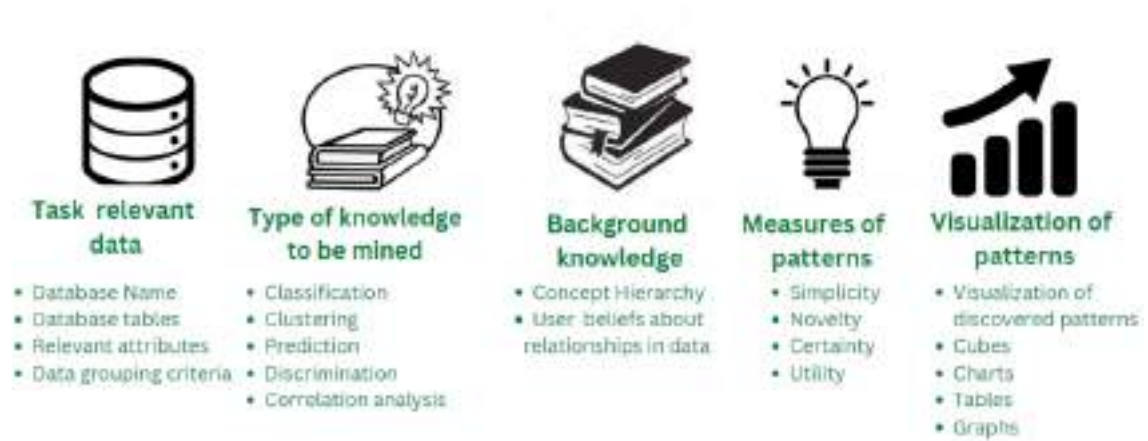 Task relevant
data
• Database Name
• Database tables
• Relevant attributes
• Data grouping criteria
Type of knowledge
to be mined
• Classification
• Clustering
• Prediction
• Discrimination
• Correlation analysis
Background
knowledge
• Concept Hierarchy
• User beliefs about
relationships in data
Measures of
patterns
• Simplicity
• Novelty
• Certainty
• Utility
Visualization of
patterns
• Visualization of
discovered patterns
• Cubes
• Charts
• Tables
• Graphs